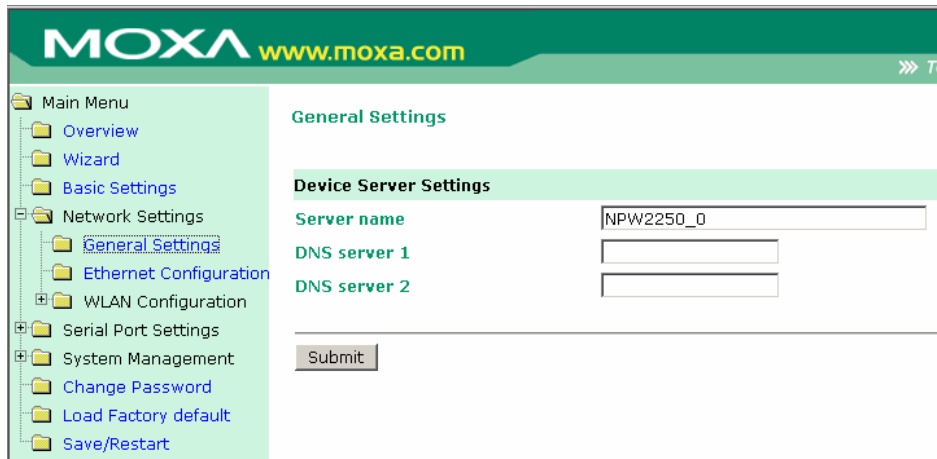 MOXA www.moxa.com
Main Menu
Overview
Wizard
Basic Settings
Network Settings
General Settings
Ethernet Configuration
WLAN Configuration
Serial Port Settings
System Management
Change Password
Load Factory default
Save/Restart
General Settings
Device Server Settings
Server name NPW2250_0
DNS server 1
DNS server 2
Submit